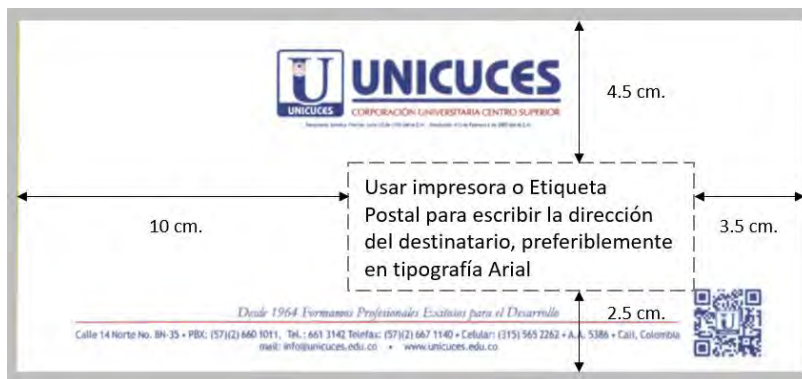 UNICUCES
UNICUCES
CORPORACIÓN UNIVERSITARIA CENTRO SUPERIOR
4.5 cm.
Usar impresora o Etiqueta
Postal para escribir la dirección
del destinatario, preferiblemente
en tipografía Arial
10 cm.
3.5 cm.
2.5 cm.
Desde 1964 Formamos Profesionales Exitosos para el Desarrollo
Calle 14 Norte No. 8N-35 • PBX: (57)(2) 660 1011, Tel.: 661 3142 Telefax: (57)(2) 667 1140 • Celular: (315) 565 2262 • A.A. 5386 • Cali, Colombia
mail: info@unicuces.edu.co • www.unicuces.edu.co